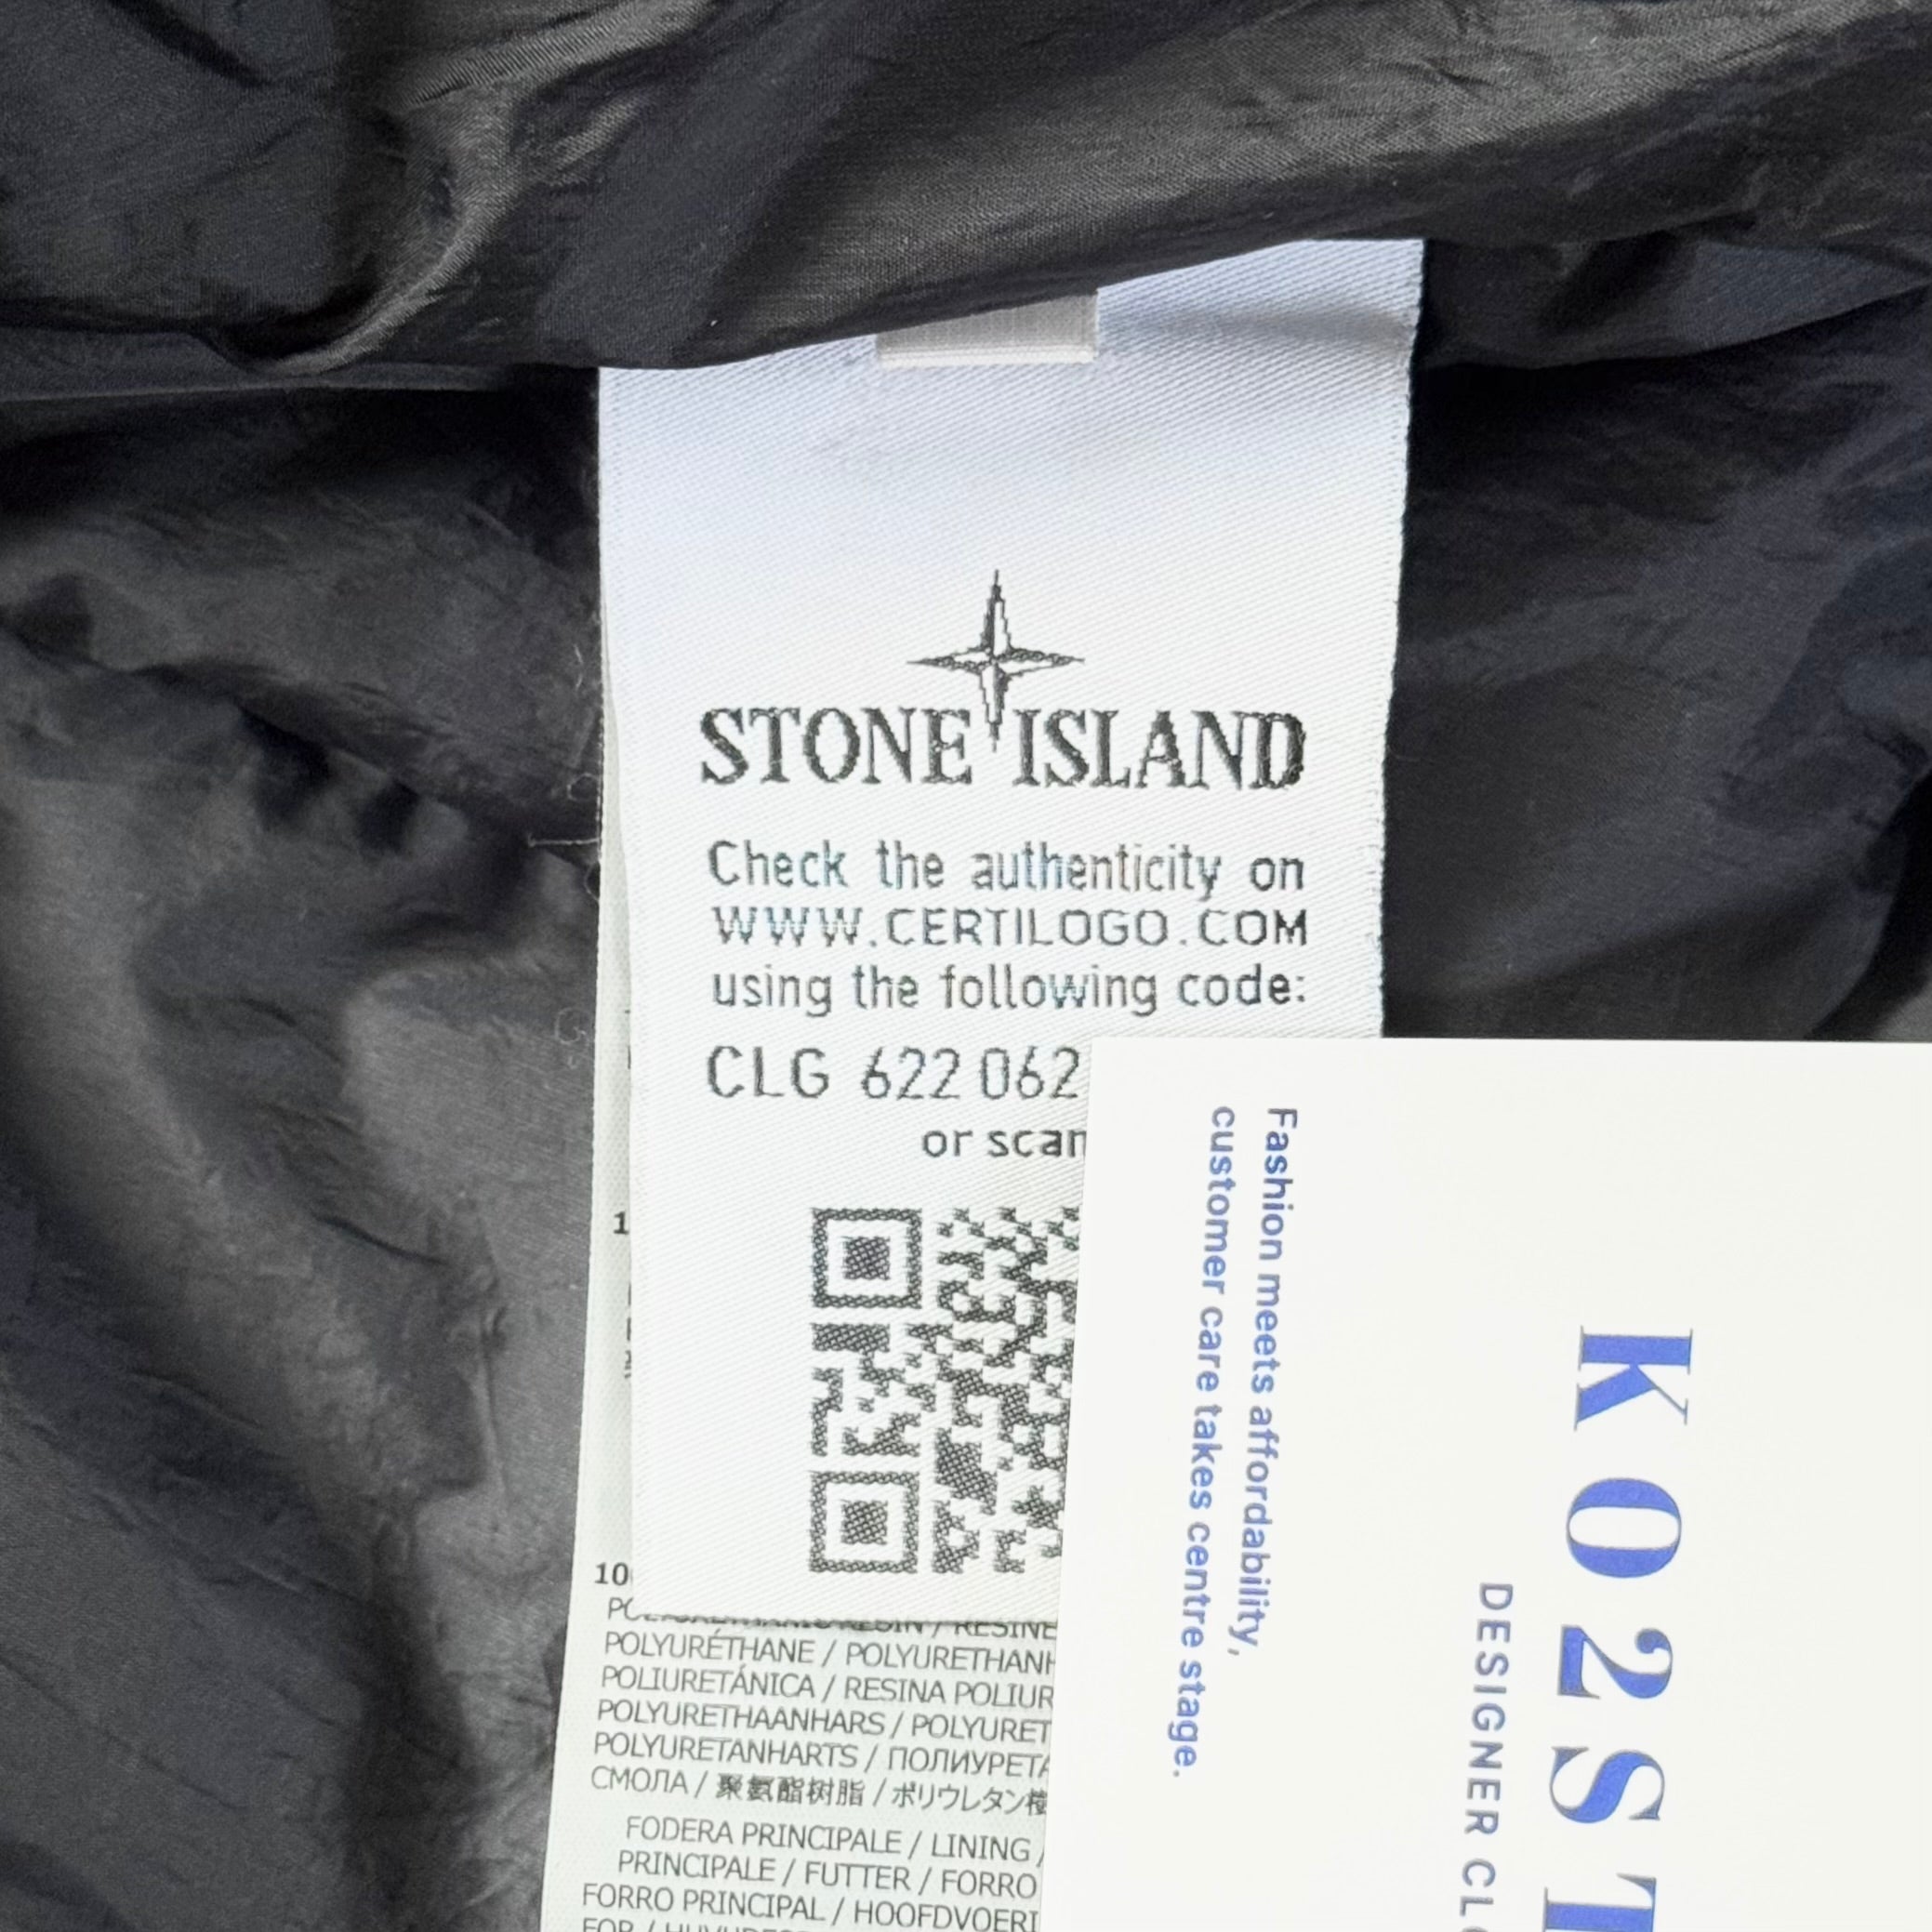 STONE ISLAND
Check the authenticity on
WWW.CERTILOGO.COM
using the following code:
CLG 622 062
or scan
10
POLYURÉTHANE / POLYURETHANH
POLIURETÁNICA / RESINA POLIUR
POLYURETHAANHARS / POLYURET
POLYURETANHARTS / ПОЛИУРЕТА
СМОЛА / 聚氨酯树脂 / ポリウレタン樹
FODERA PRINCIPALE / LINING /
PRINCIPALE / FUTTER / FORRO
FORRO PRINCIPAL / HOOFDVOERI
Fashion meets affordability,
customer care takes centre stage.
KO2ST
DESIGNER CLO